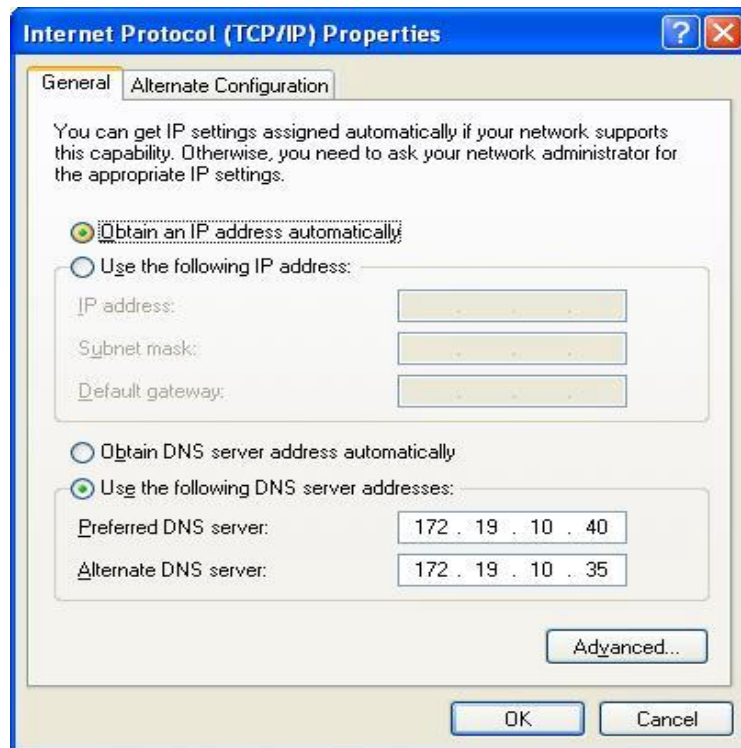 Internet Protocol (TCP/IP) Properties
General
Alternate Configuration
You can get IP settings assigned automatically if your network supports
this capability. Otherwise, you need to ask your network administrator for
the appropriate IP settings.
Obtain an IP address automatically
Use the following IP address:
IP address:
Subnet mask:
Default gateway:
Obtain DNS server address automatically
Use the following DNS server addresses:
Preferred DNS server: 172 . 19 . 10 . 40
Alternate DNS server: 172 . 19 . 10 . 35
Advanced...
OK Cancel